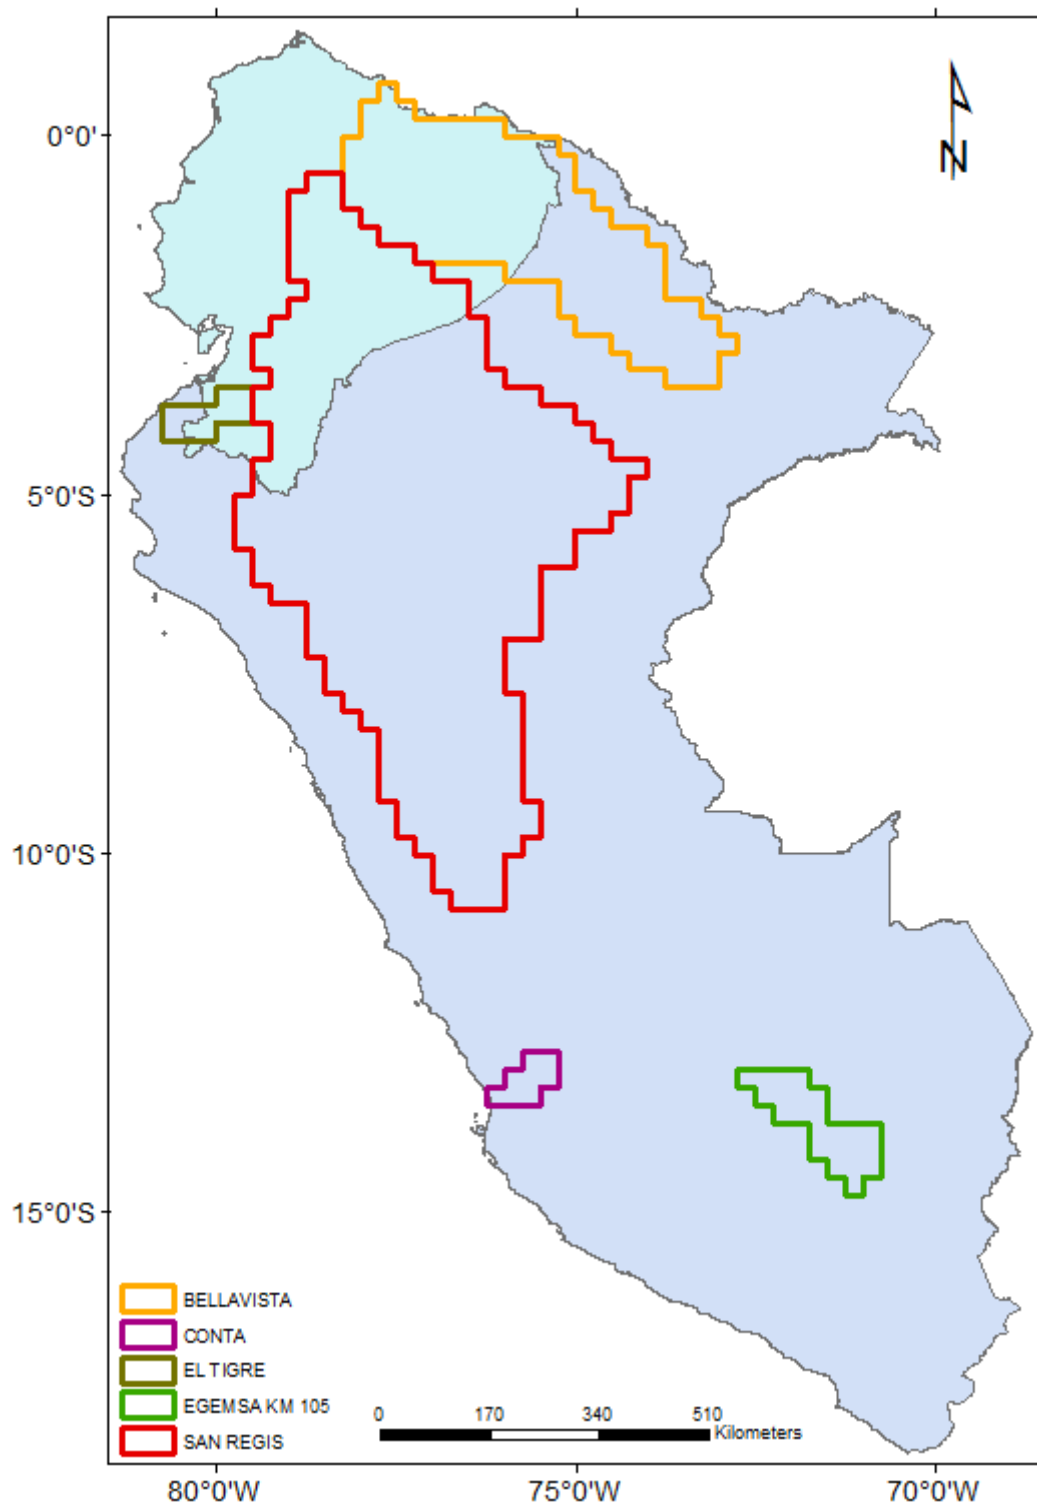 N
0°0'
5°0'S
10°0'S
15°0'S
BELLAVISTA
CONTA
EL TIGRE
EGEMSA KM 105
SAN REGIS
0 170 340 510
Kilometers
80°0'W 75°0'W 70°0'W